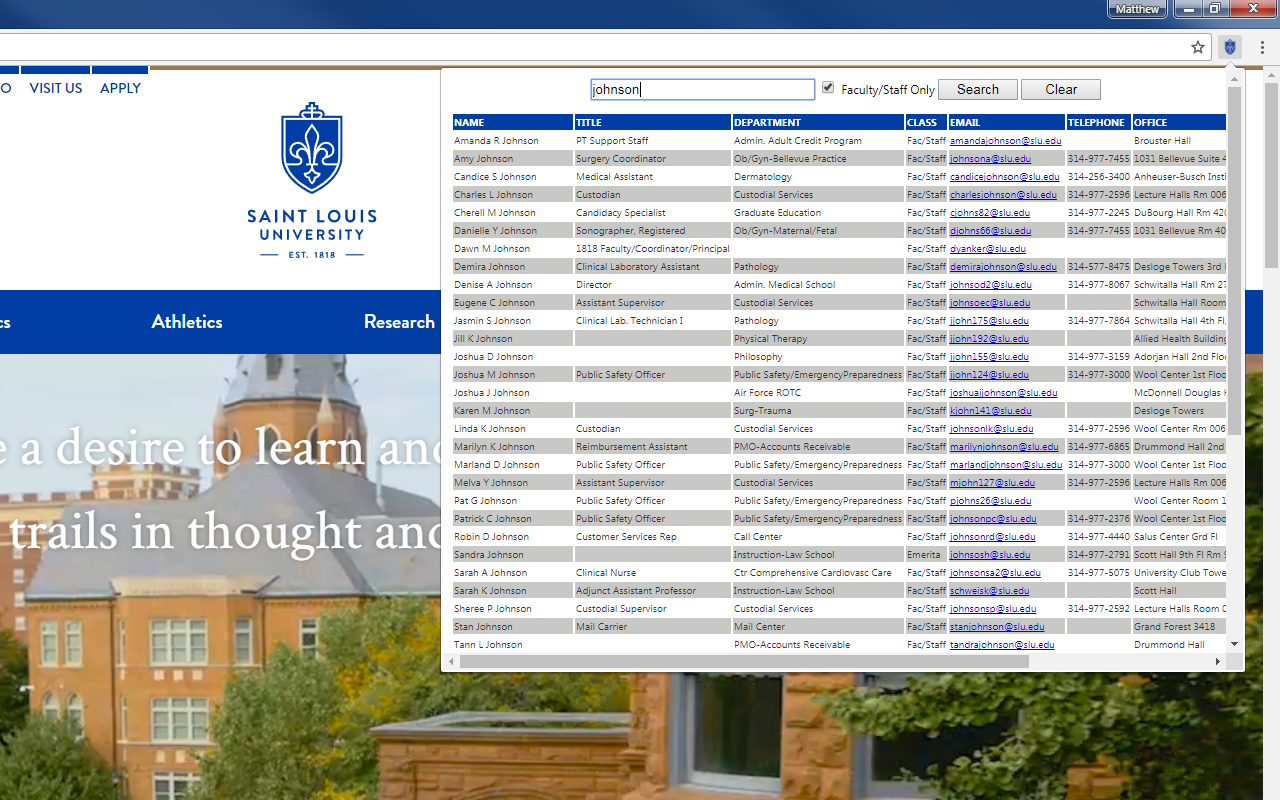 Matthew
O VISIT US APPLY
SAINT LOUIS
UNIVERSITY
EST. 1818
cs Athletics Research
e a desire to learn and
trails in thought and
johnson Faculty/Staff Only Search Clear
NAME TITLE DEPARTMENT CLASS EMAIL TELEPHONE OFFICE
Amanda R Johnson PT Support Staff Admin. Adult Credit Program Fac/Staff amandajohnson@slu.edu Brouster Hall
Amy Johnson Surgery Coordinator Ob/Gyn-Bellevue Practice Fac/Staff johnsona@slu.edu 314-977-7455 1031 Bellevue Suite 4
Candice S Johnson Medical Assistant Dermatology Fac/Staff candicejohnson@slu.edu 314-256-3400 Anheuser-Busch Insti
Charles L Johnson Custodian Custodial Services Fac/Staff charlesjohnson@slu.edu 314-977-2596 Lecture Halls Rm 006
Cherell M Johnson Candidacy Specialist Graduate Education Fac/Staff cjohns82@slu.edu 314-977-2245 DuBourg Hall Rm 420
Danielle Y Johnson Sonographer, Registered Ob/Gyn-Maternal/Fetal Fac/Staff djohns66@slu.edu 314-977-7455 1031 Bellevue Rm 40
Dawn M Johnson 1818 Faculty/Coordinator/Principal Fac/Staff dyanker@slu.edu
Demira Johnson Clinical Laboratory Assistant Pathology Fac/Staff demirajohnson@slu.edu 314-577-8475 Desloge Towers 3rd
Denise A Johnson Director Admin. Medical School Fac/Staff johnsod2@slu.edu 314-977-8067 Schwitalla Hall Rm 27
Eugene C Johnson Assistant Supervisor Custodial Services Fac/Staff johnsoec@slu.edu Schwitalla Hall Room
Jasmin S Johnson Clinical Lab. Technician I Pathology Fac/Staff jjohn175@slu.edu 314-977-7864 Schwitalla Hall 4th Fl,
Jill K Johnson Physical Therapy Fac/Staff jjohn192@slu.edu Allied Health Building
Joshua D Johnson Philosophy Fac/Staff jjohn155@slu.edu 314-977-3159 Adorjan Hall 2nd Floo
Joshua M Johnson Public Safety Officer Public Safety/EmergencyPreparedness Fac/Staff jjohn124@slu.edu 314-977-3000 Wool Center 1st Floo
Joshua J Johnson Air Force ROTC Fac/Staff joshuajjohnson@slu.edu McDonnell Douglas H
Karen M Johnson Surg-Trauma Fac/Staff kjohn141@slu.edu Desloge Towers
Linda K Johnson Custodian Custodial Services Fac/Staff johnsonlk@slu.edu 314-977-2596 Wool Center Rm 006
Marilyn K Johnson Reimbursement Assistant PMO-Accounts Receivable Fac/Staff marilynjohnson@slu.edu 314-977-6865 Drummond Hall 2nd
Marland D Johnson Public Safety Officer Public Safety/EmergencyPreparedness Fac/Staff marlandjohnson@slu.edu 314-977-3000 Wool Center 1st Floo
Melva Y Johnson Assistant Supervisor Custodial Services Fac/Staff mjohn127@slu.edu 314-977-2596 Lecture Halls Rm 006
Pat G Johnson Public Safety Officer Public Safety/EmergencyPreparedness Fac/Staff pjohns26@slu.edu Wool Center Room 1
Patrick C Johnson Public Safety Officer Public Safety/EmergencyPreparedness Fac/Staff johnsonpc@slu.edu 314-977-2376 Wool Center 1st Floo
Robin D Johnson Customer Services Rep Call Center Fac/Staff johnsonrd@slu.edu 314-977-4440 Salus Center Grd Fl
Sandra Johnson Instruction-Law School Emerita johnsosh@slu.edu 314-977-2791 Scott Hall 9th Fl Rm 9
Sarah A Johnson Clinical Nurse Ctr Comprehensive Cardiovasc Care Fac/Staff johnsonsa2@slu.edu 314-977-5075 University Club Towe
Sarah K Johnson Adjunct Assistant Professor Instruction-Law School Fac/Staff schweisk@slu.edu Scott Hall
Sheree P Johnson Custodial Supervisor Custodial Services Fac/Staff johnsonsp@slu.edu 314-977-2592 Lecture Halls Room 0
Stan Johnson Mail Carrier Mail Center Fac/Staff stanjohnson@slu.edu Grand Forest 3418
Tann L Johnson PMO-Accounts Receivable Fac/Staff tandrajohnson@slu.edu Drummond Hall